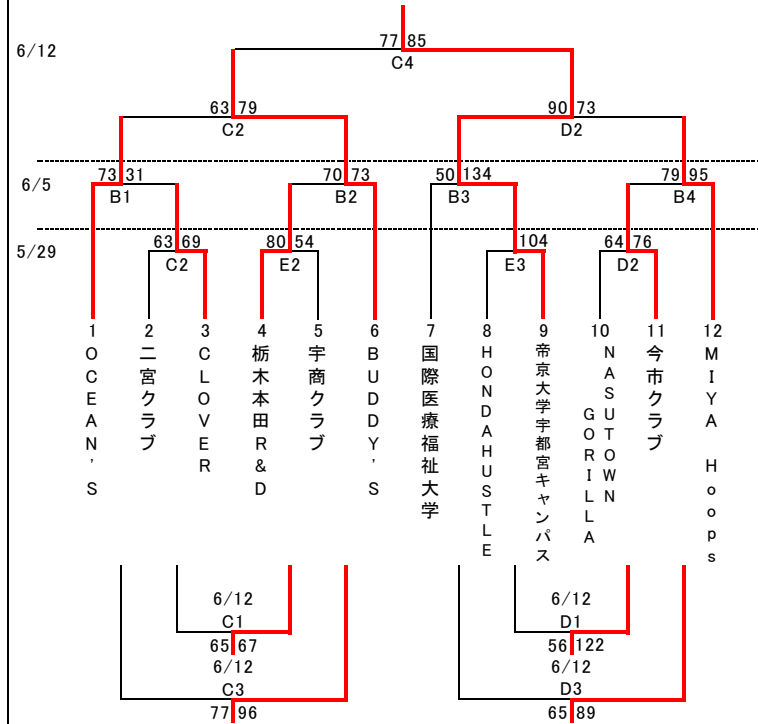 77 85
6/12
C4
63 79
90 73
C2
D2
73 31
70 73
50 134
79 95
6/5
B1
B2
B3
B4
63 69
80 54
104
64 76
5/29
C2
E2
E3
D2
1
2
3
4
5
6
7
8
9
10
11
12
OCEAN'S
二宮クラブ
CLOVER
栃木本田R&D
宇商クラブ
BUDDY'S
国際医療福祉大学
HONDAHUSTLE
帝京大学宇都宮キャンパス
NASUTOWN
GORILLA
今市クラブ
MIYA Hoops
6/12
6/12
C1
D1
65 67
56 122
6/12
6/12
C3
D3
77 96
65 89